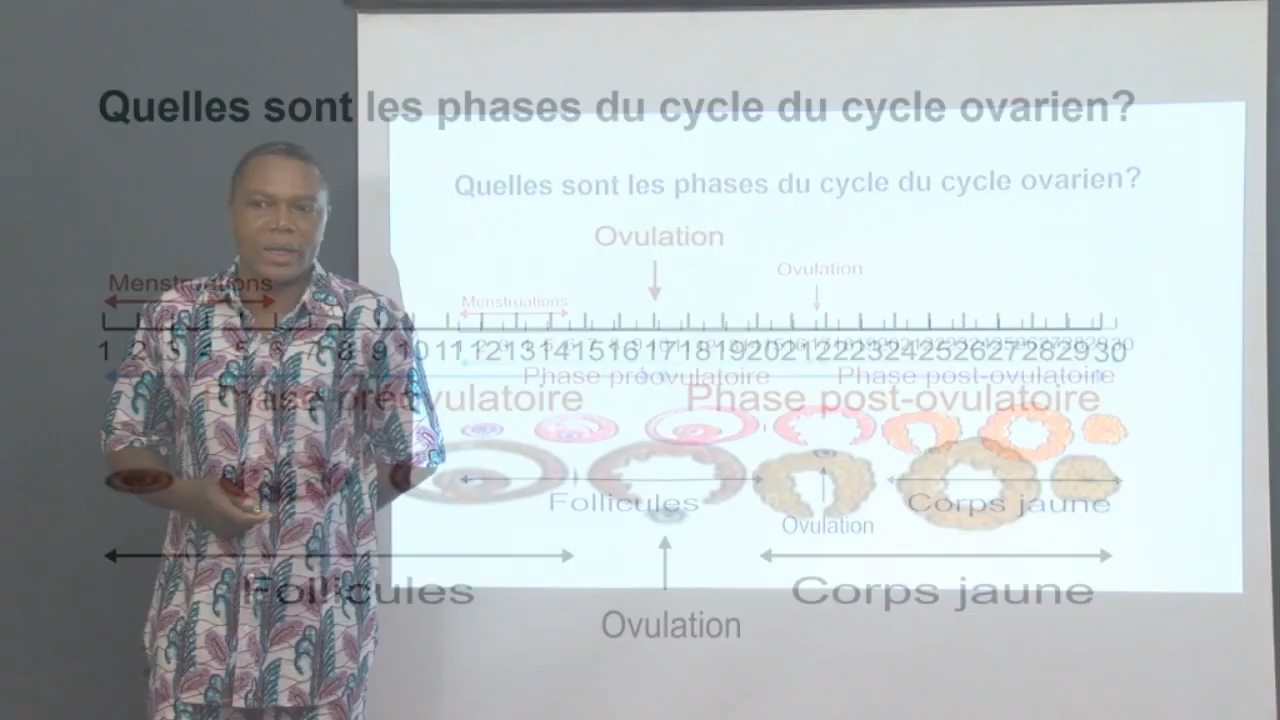 Quelles sont les phases du cycle du cycle ovarien?
Quelles sont les phases du cycle du cycle ovarien?
Ovulation
Ovulation
Menstruations
Menstruations
1 2 3 4 5 6 7 8 9 10 11 12 13 14 15 16 17 18 19 20 21 22 23 24 25 26 27 28 29 30
Phase préovulatoire Phase post-ovulatoire
Phase préovulatoire Phase post-ovulatoire
Follicules Corps jaune
Ovulation
Follicules Corps jaune
Ovulation